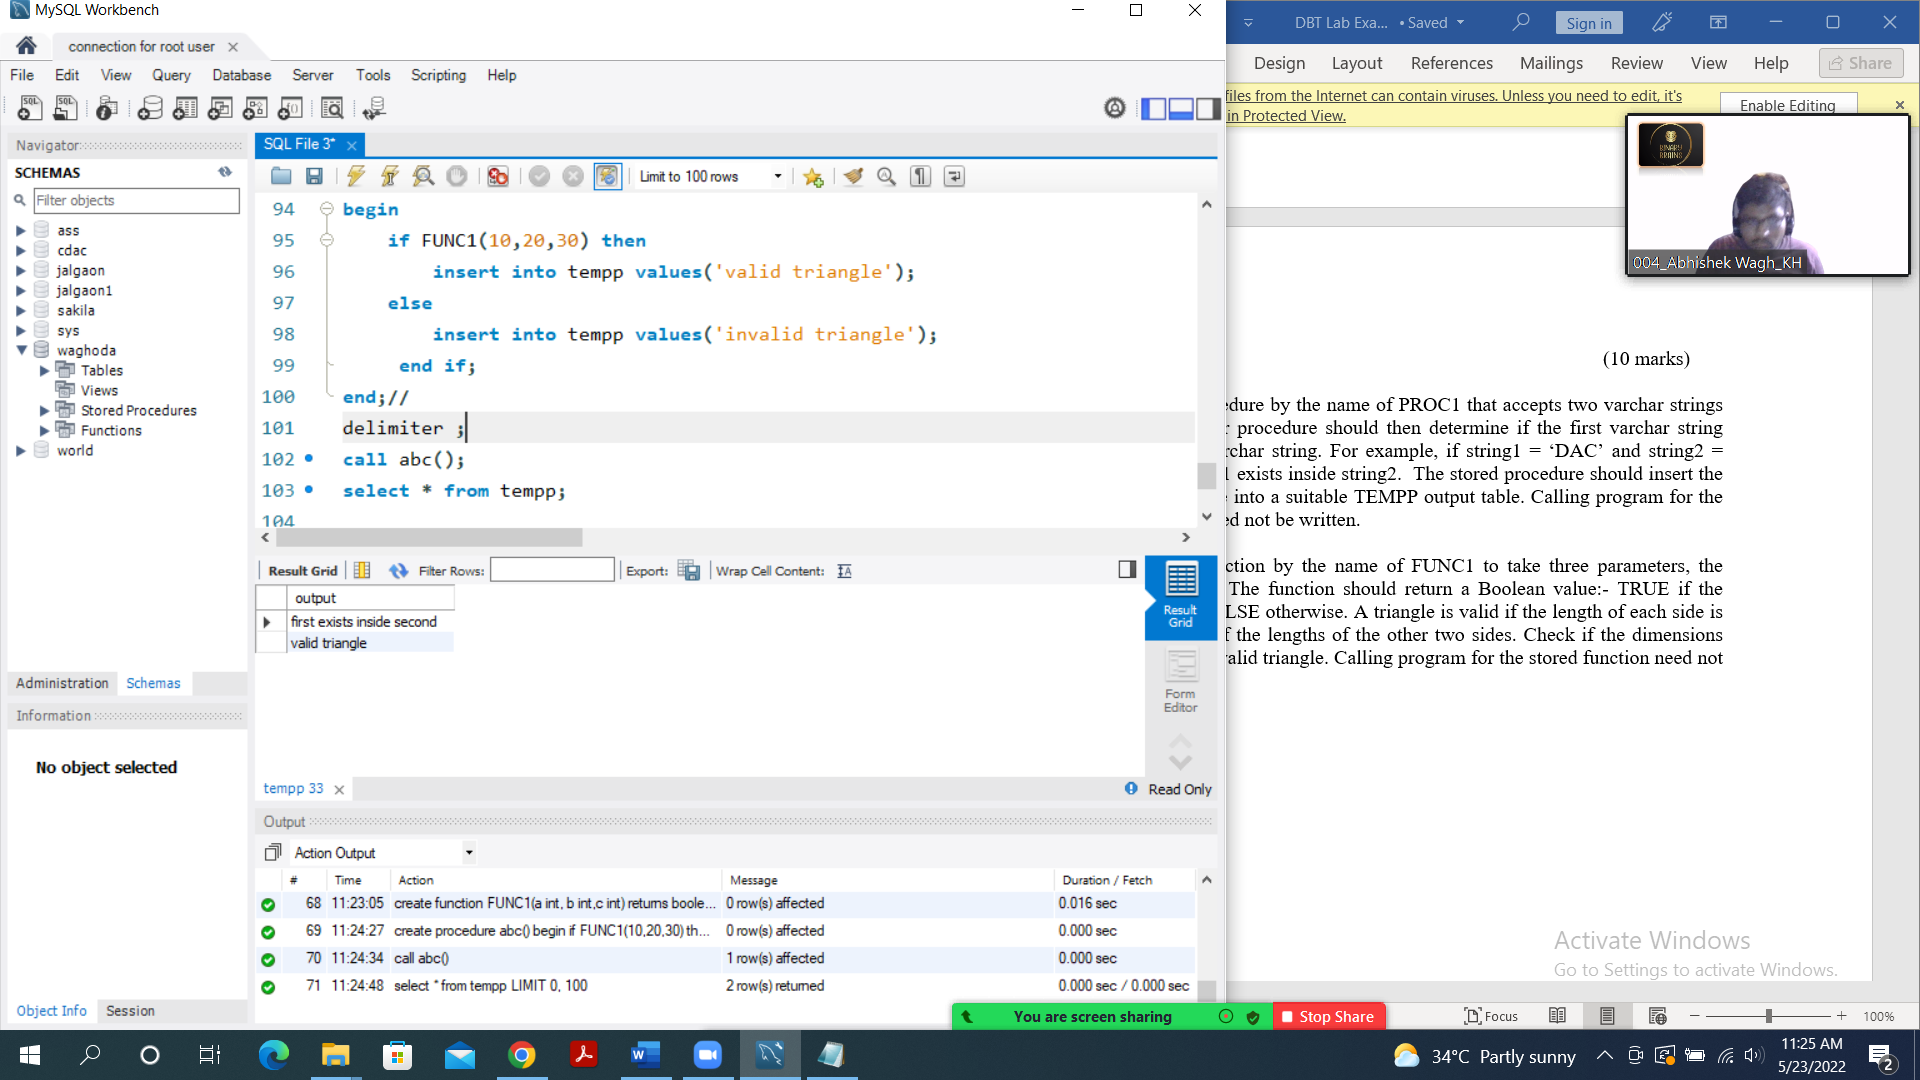 MySQL Workbench
connection for root user
File Edit View Query Database Server Tools Scripting Help
Navigator
SCHEMAS
Filter objects
ass
cdac
jalgaon
jalgaon1
sakila
sys
waghoda
Tables
Views
Stored Procedures
Functions
world
Administration Schemas
Information
No object selected
Object Info Session
SQL File 3*
Limit to 100 rows
94 begin
95 if FUNC1(10,20,30) then
96 insert into tempp values('valid triangle');
97 else
98 insert into tempp values('invalid triangle');
99 end if;
100 end;//
101 delimiter ;
102 call abc();
103 select * from tempp;
104
Result Grid Filter Rows: Export: Wrap Cell Content:
output
first exists inside second
valid triangle
Result Grid
Form Editor
tempp 33
Read Only
Output
Action Output
# Time Action Message Duration / Fetch
68 11:23:05 create function FUNC1(a int, b int,c int) returns boole... 0 row(s) affected 0.016 sec
69 11:24:27 create procedure abc() begin if FUNC1(10,20,30) th... 0 row(s) affected 0.000 sec
70 11:24:34 call abc() 1 row(s) affected 0.000 sec
71 11:24:48 select * from tempp LIMIT 0, 100 2 row(s) returned 0.000 sec / 0.000 sec
DBT Lab Exa... • Saved Sign in
Design Layout References Mailings Review View Help Share
files from the Internet can contain viruses. Unless you need to edit, it's
in Protected View.
Enable Editing
BINARY BRAINS
004_Abhishek Wagh_KH
(10 marks)
edure by the name of PROC1 that accepts two varchar strings
r procedure should then determine if the first varchar string
rchar string. For example, if string1 = ‘DAC’ and string2 =
1 exists inside string2. The stored procedure should insert the
into a suitable TEMPP output table. Calling program for the
ed not be written.
ction by the name of FUNC1 to take three parameters, the
The function should return a Boolean value:- TRUE if the
LSE otherwise. A triangle is valid if the length of each side is
f the lengths of the other two sides. Check if the dimensions
valid triangle. Calling program for the stored function need not
Activate Windows
Go to Settings to activate Windows.
You are screen sharing Stop Share
Focus 100%
34°C Partly sunny
11:25 AM
5/23/2022
2